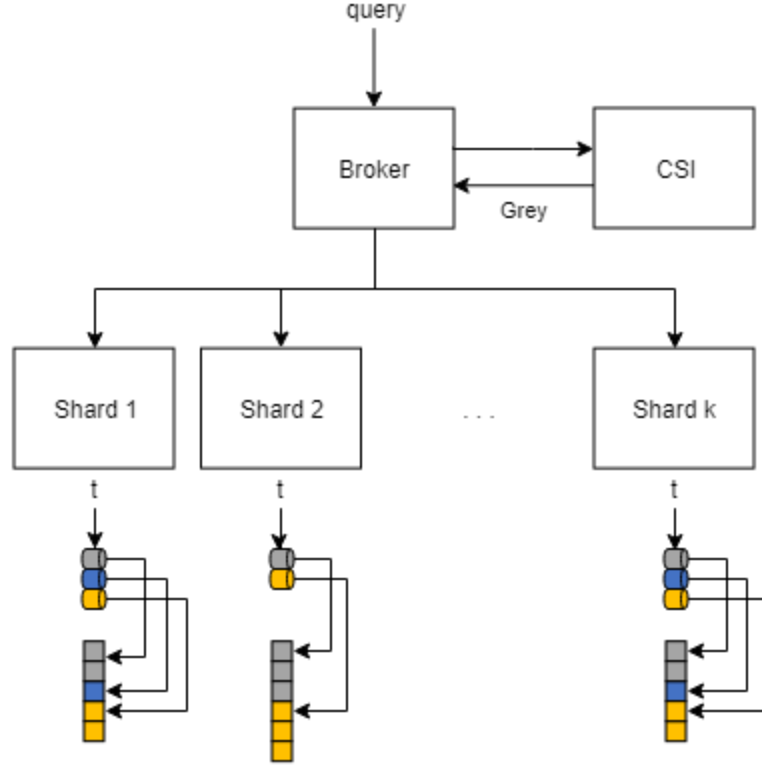 query
Broker
CSI
Grey
Shard 1
Shard 2
. . .
Shard k
t
t
t